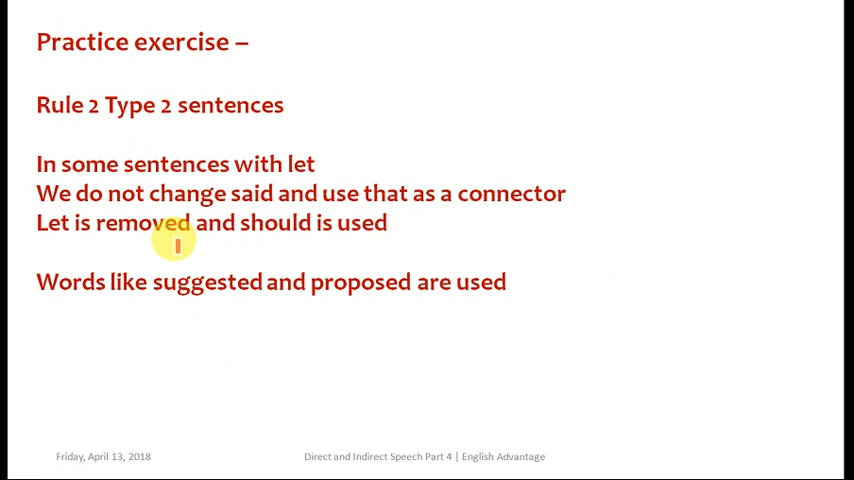 Practice exercise –
Rule 2 Type 2 sentences
In some sentences with let
We do not change said and use that as a connector
Let is removed and should is used
Words like suggested and proposed are used
Friday, April 13, 2018
Direct and Indirect Speech Part 4 | English Advantage